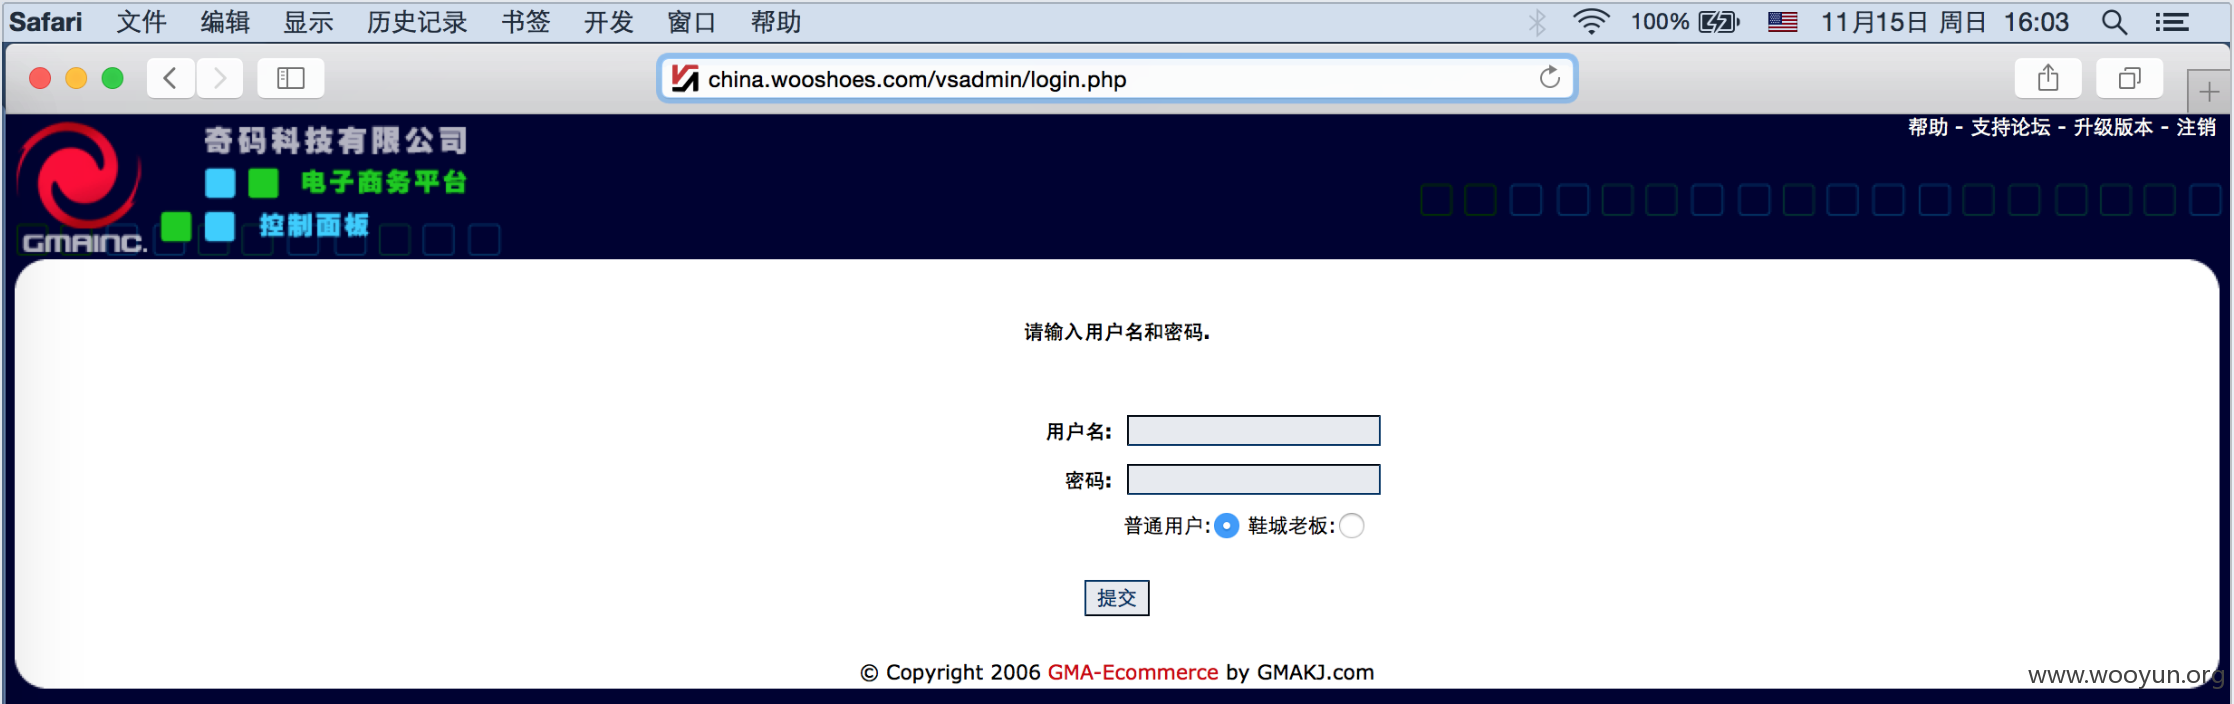 Safari 文件 编辑 显示 历史记录 书签 开发 窗口 帮助 100% 11月15日 周日 16:03
china.wooshoes.com/vsadmin/login.php
奇码科技有限公司
帮助 - 支持论坛 - 升级版本 - 注销
电子商务平台
控制面板
GMAINC.
请输入用户名和密码.
用户名:
密码:
普通用户: 鞋城老板:
提交
© Copyright 2006 GMA-Ecommerce by GMAKJ.com
www.wooyun.org